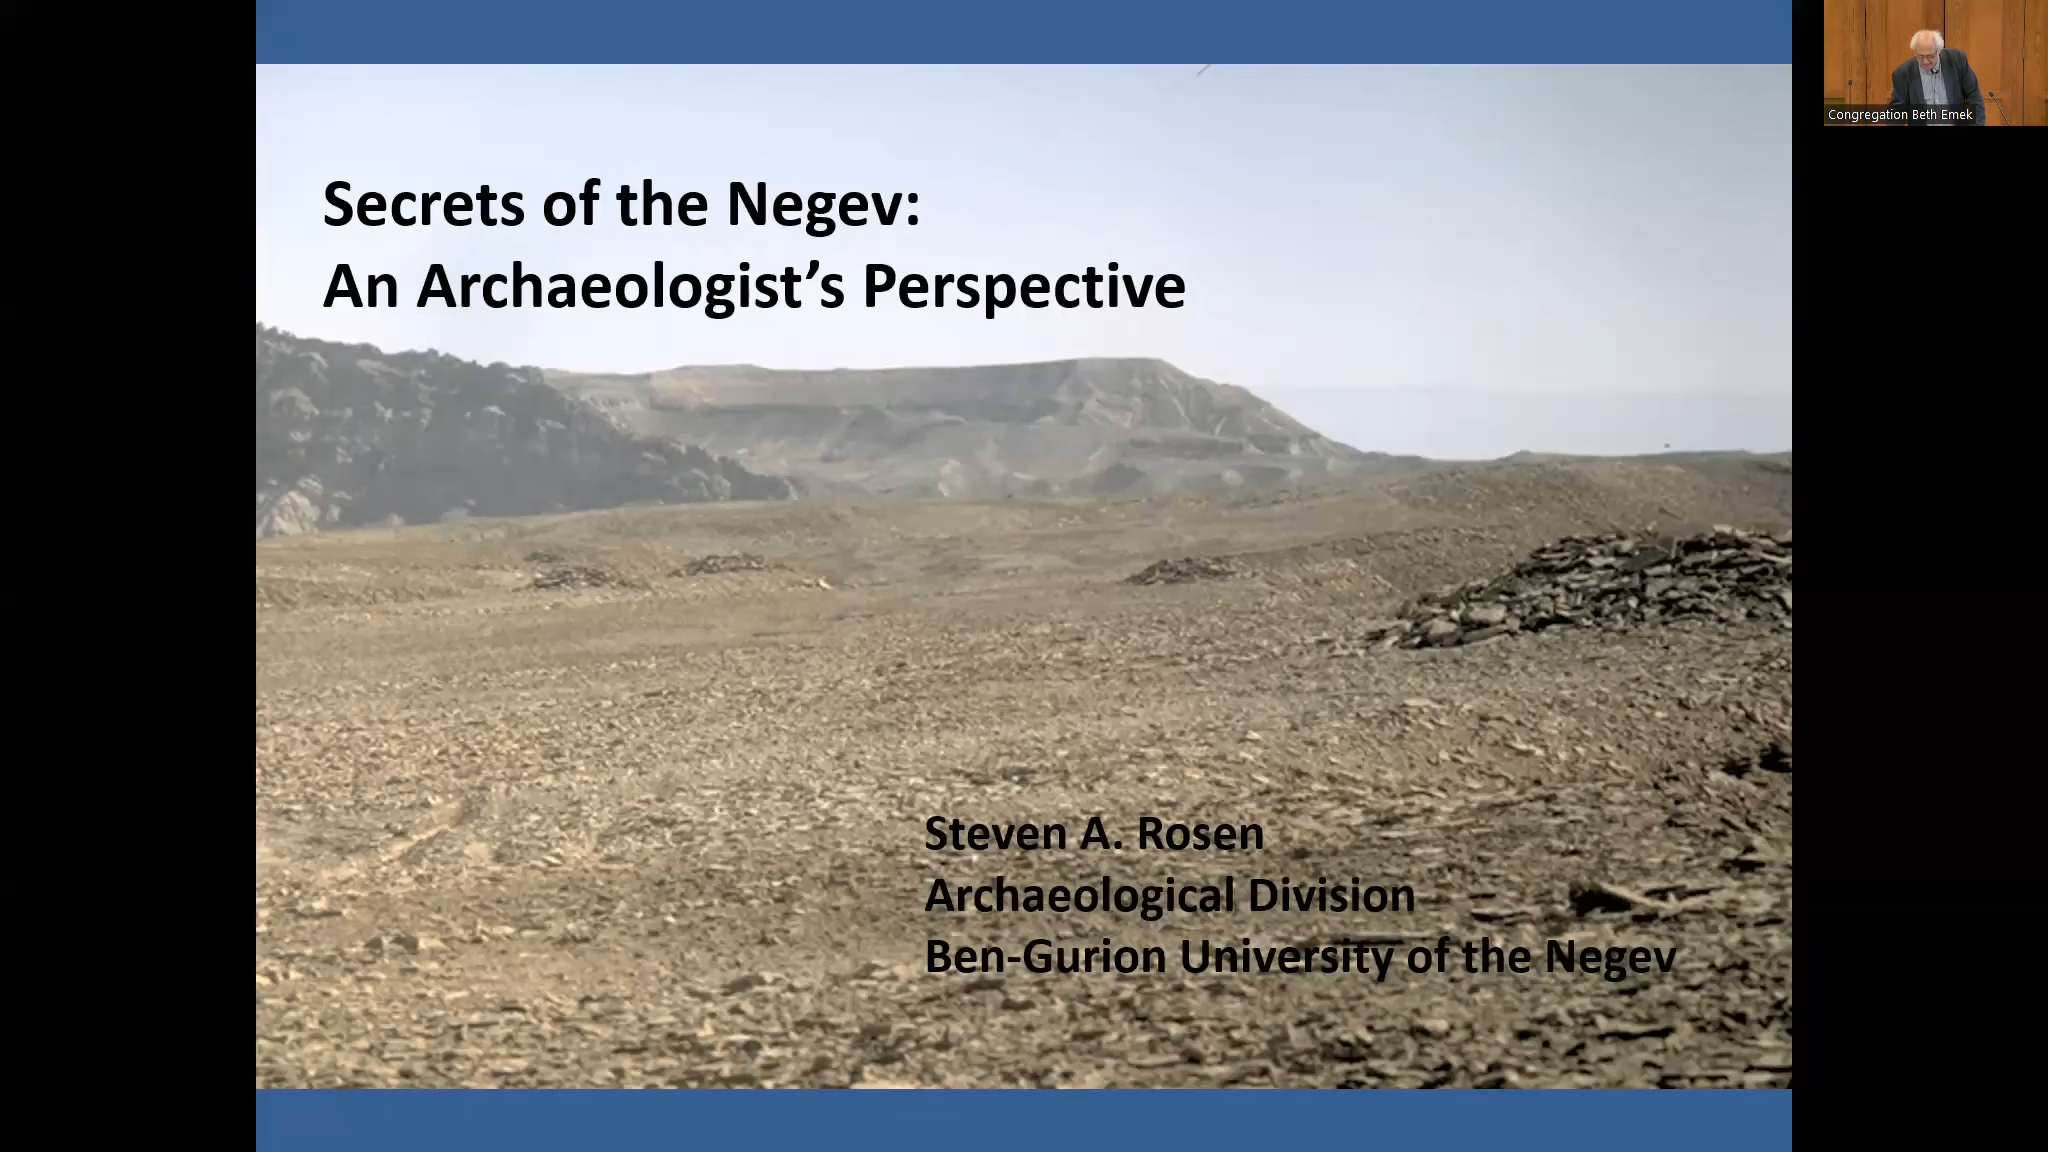 Secrets of the Negev:
An Archaeologist’s Perspective
Steven A. Rosen
Archaeological Division
Ben-Gurion University of the Negev
Congregation Beth Emek